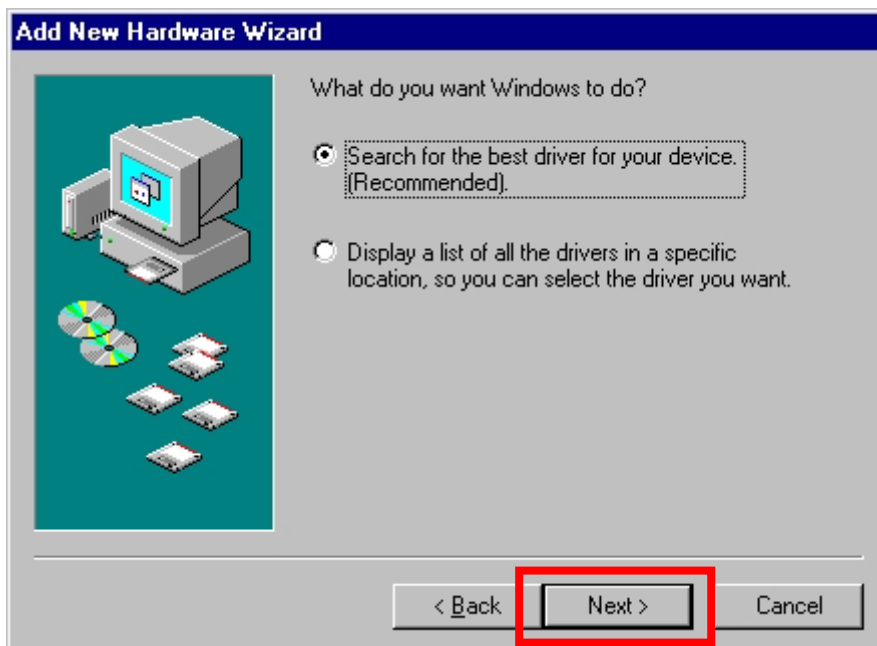 Add New Hardware Wizard
What do you want Windows to do?
Search for the best driver for your device.
(Recommended).
Display a list of all the drivers in a specific
location, so you can select the driver you want.
< Back
Next >
Cancel